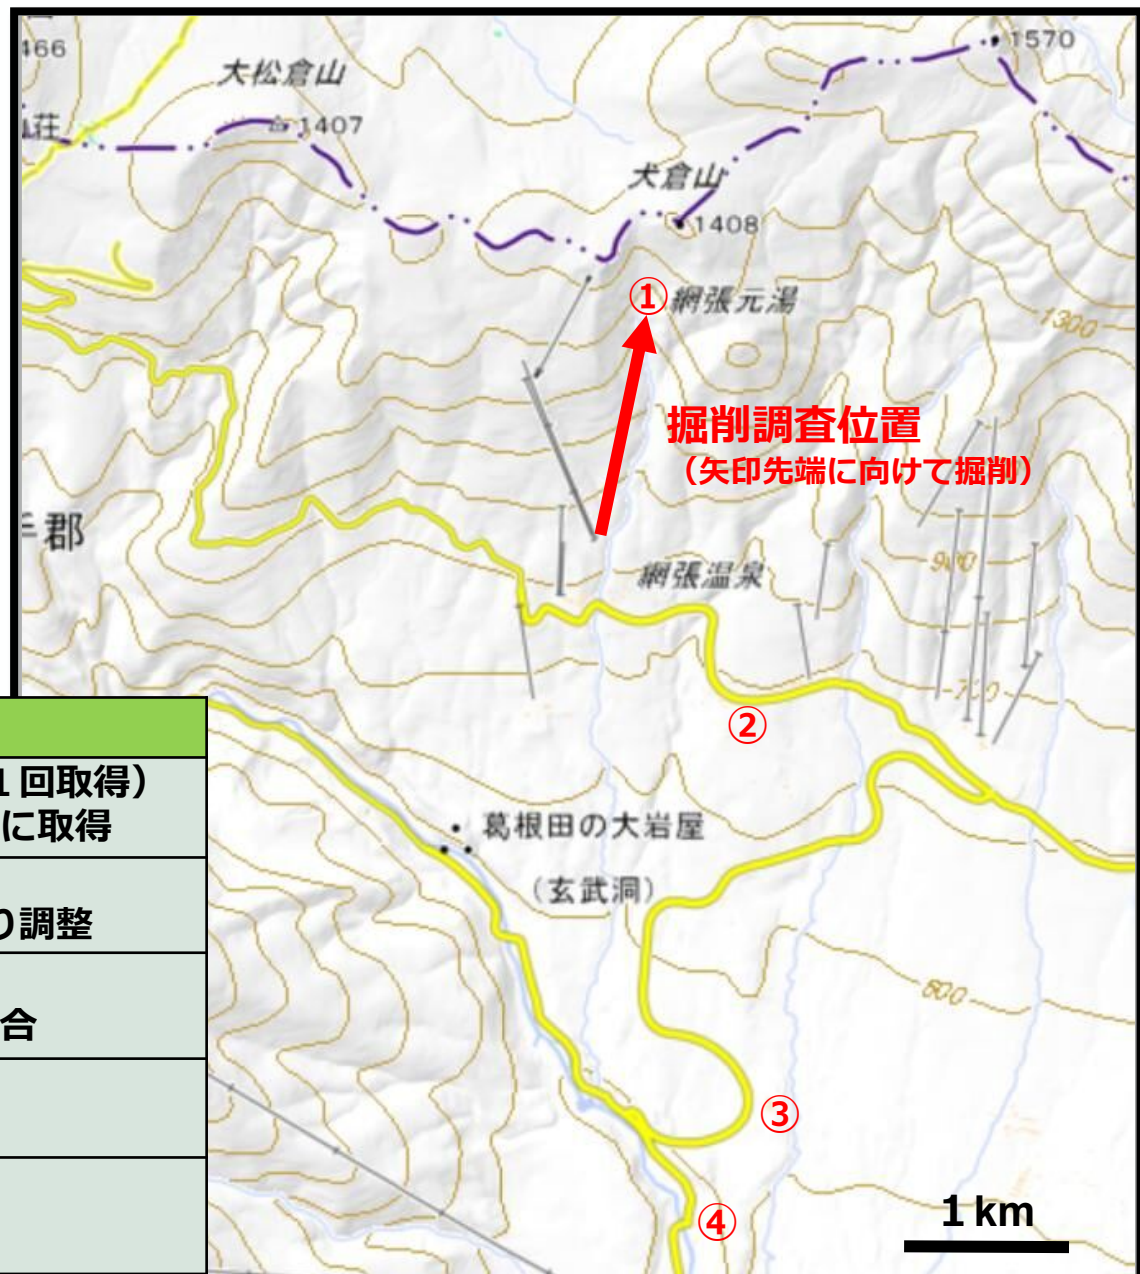 466
大松倉山
荘
1407
1570
犬倉山
1408
①
網張元湯
1300
掘削調査位置
（矢印先端に向けて掘削）
郡
網張温泉
900
700
②
１回取得）
に取得
葛根田の大岩屋
（玄武洞）
り調整
600
合
③
④
1 km